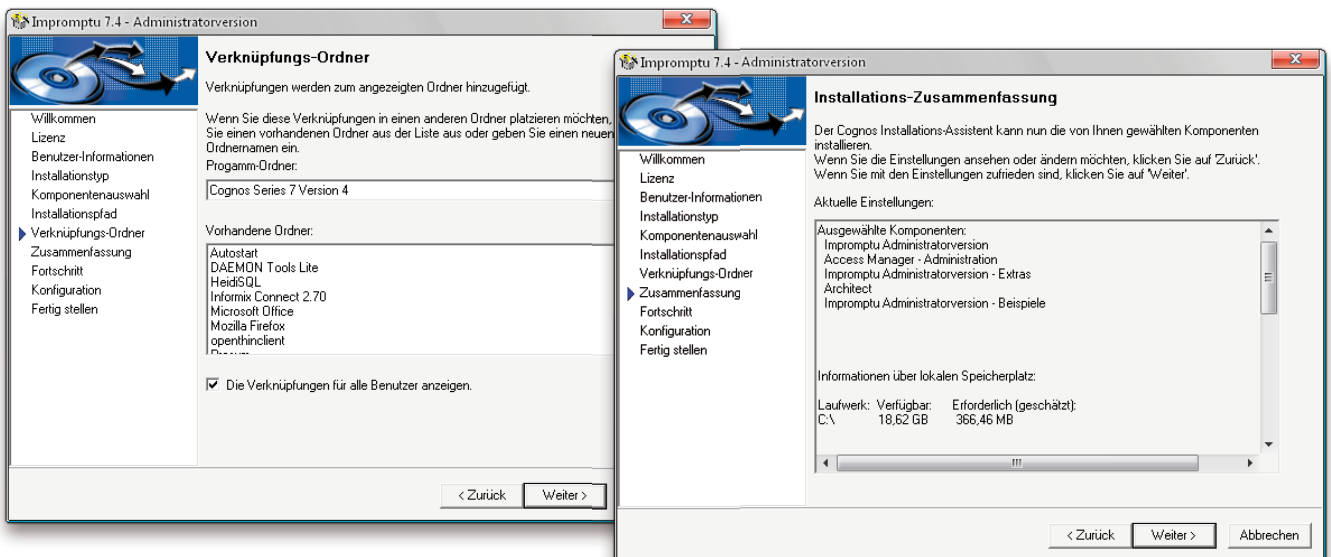 Impromptu 7.4 - Administratorversion
Willkommen
Lizenz
Benutzer-Informationen
Installationstyp
Komponentenauswahl
Installationspfad
Verknüpfungs-Ordner
Zusammenfassung
Fortschritt
Konfiguration
Fertig stellen
Verknüpfungs-Ordner
Verknüpfungen werden zum angezeigten Ordner hinzugefügt.
Wenn Sie diese Verknüpfungen in einen anderen Ordner platzieren möchten,
Sie einen vorhandenen Ordner aus der Liste aus oder geben Sie einen neuen
Ordnernamen ein.
Progamm-Ordner:
Cognos Series 7 Version 4
Vorhandene Ordner:
Autostart
DAEMON Tools Lite
HeidiSQL
Informix Connect 2.70
Microsoft Office
Mozilla Firefox
openthinclient
Die Verknüpfungen für alle Benutzer anzeigen.
< Zurück
Weiter >
Impromptu 7.4 - Administratorversion
Willkommen
Lizenz
Benutzer-Informationen
Installationstyp
Komponentenauswahl
Installationspfad
Verknüpfungs-Ordner
Zusammenfassung
Fortschritt
Konfiguration
Fertig stellen
Installations-Zusammenfassung
Der Cognos Installations-Assistent kann nun die von Ihnen gewählten Komponenten
installieren.
Wenn Sie die Einstellungen ansehen oder ändern möchten, klicken Sie auf 'Zurück'.
Wenn Sie mit den Einstellungen zufrieden sind, klicken Sie auf 'Weiter'.
Aktuelle Einstellungen:
Ausgewählte Komponenten:
Impromptu Administratorversion
Access Manager - Administration
Impromptu Administratorversion - Extras
Architect
Impromptu Administratorversion - Beispiele
Informationen über lokalen Speicherplatz:
Laufwerk: Verfügbar: Erforderlich (geschätzt):
C:\ 18,62 GB 366,46 MB
< Zurück
Weiter >
Abbrechen